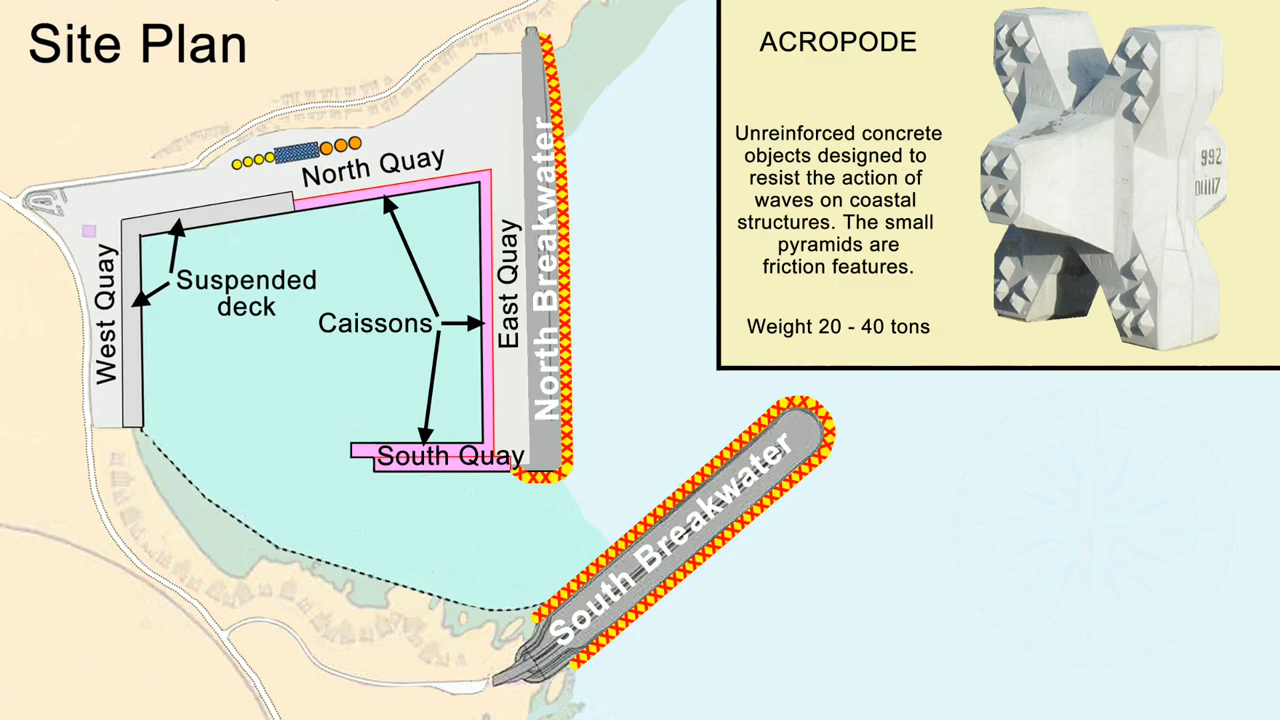 Site Plan
ACROPODE
Unreinforced concrete
objects designed to
resist the action of
waves on coastal
structures. The small
pyramids are
friction features.
Weight 20 - 40 tons
992
North Quay
West Quay
Suspended
deck
Caissons
East Quay
North Breakwater
South Quay
South Breakwater